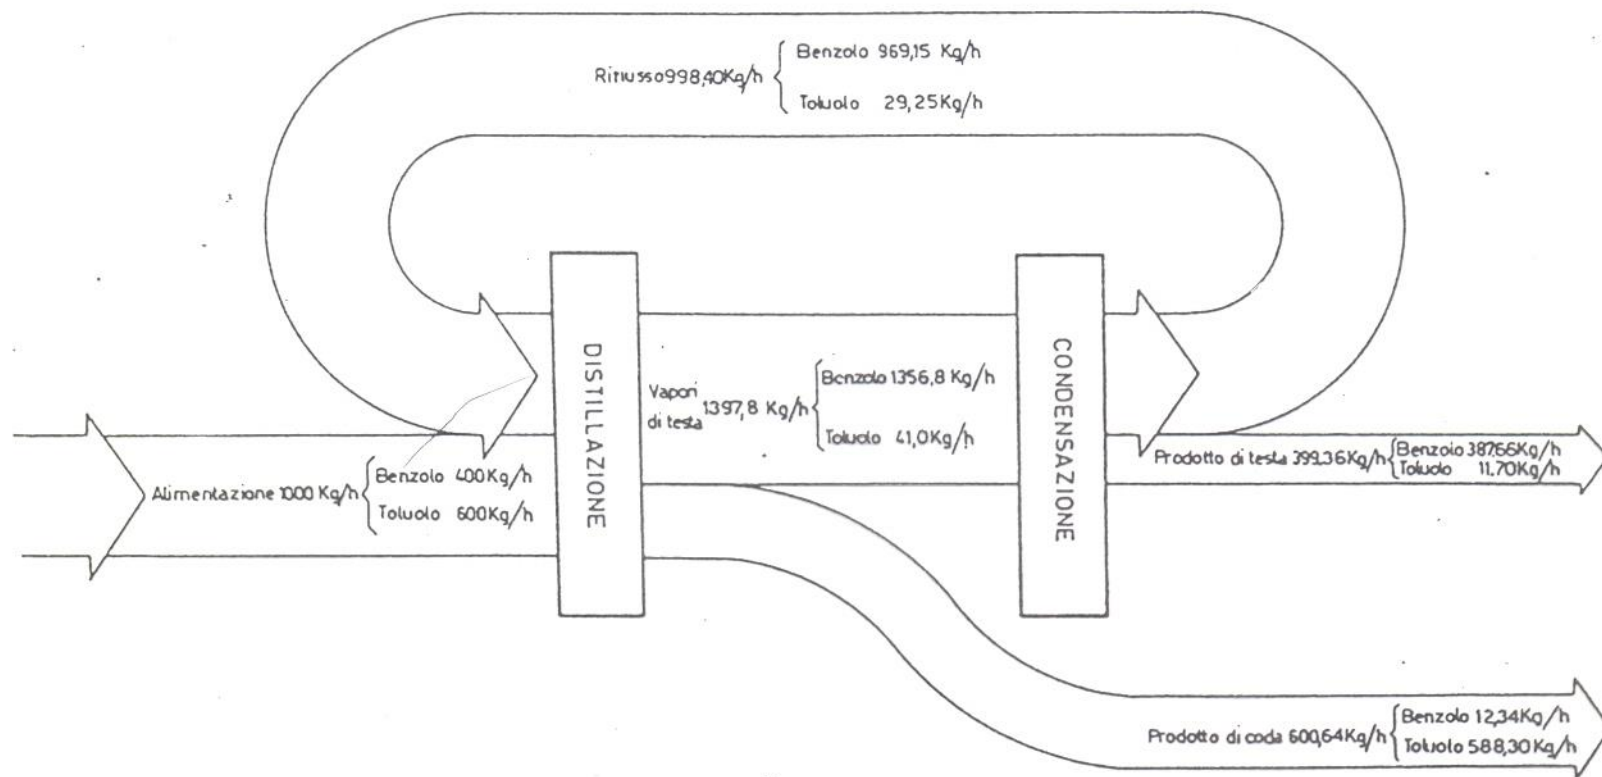 Benzolo 969,15 Kg/h
Riflusso 998,40 Kg/h
Toluolo 29,25 Kg/h
DISTILLAZIONE
CONDENSAZIONE
Benzolo 1356,8 Kg/h
Vapori
di testa 1397,8 Kg/h
Toluolo 41,0 Kg/h
Benzolo 400 Kg/h
Alimentazione 1000 Kg/h
Toluolo 600 Kg/h
Benzolo 387,66 Kg/h
Prodotto di testa 399,36 Kg/h
Toluolo 11,70 Kg/h
Benzolo 12,34 Kg/h
Prodotto di coda 600,64 Kg/h
Toluolo 588,30 Kg/h